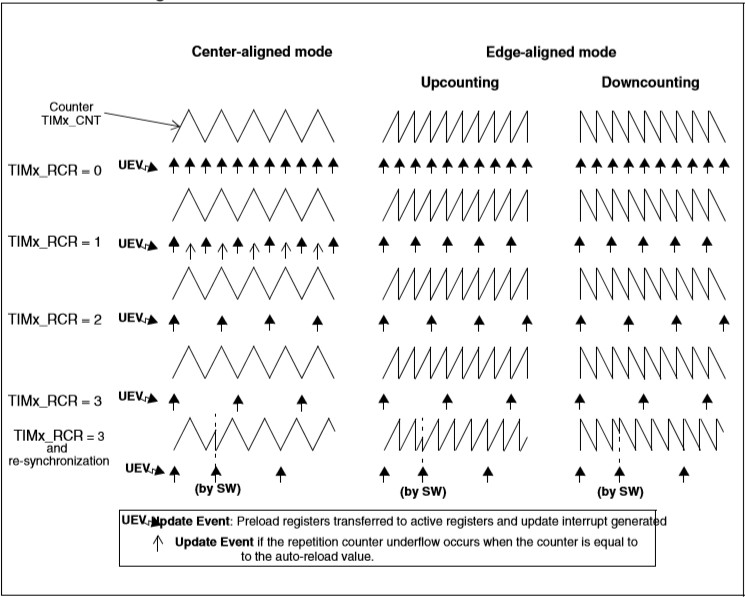 Center-aligned mode
Edge-aligned mode
Upcounting
Downcounting
Counter
TIMx_CNT
TIMx_RCR = 0
UEV
TIMx_RCR = 1
UEV
TIMx_RCR = 2
UEV
TIMx_RCR = 3
UEV
TIMx_RCR = 3
and
re-synchronization
UEV
(by SW)
(by SW)
(by SW)
UEV Update Event: Preload registers transferred to active registers and update interrupt generated
Update Event if the repetition counter underflow occurs when the counter is equal to
to the auto-reload value.